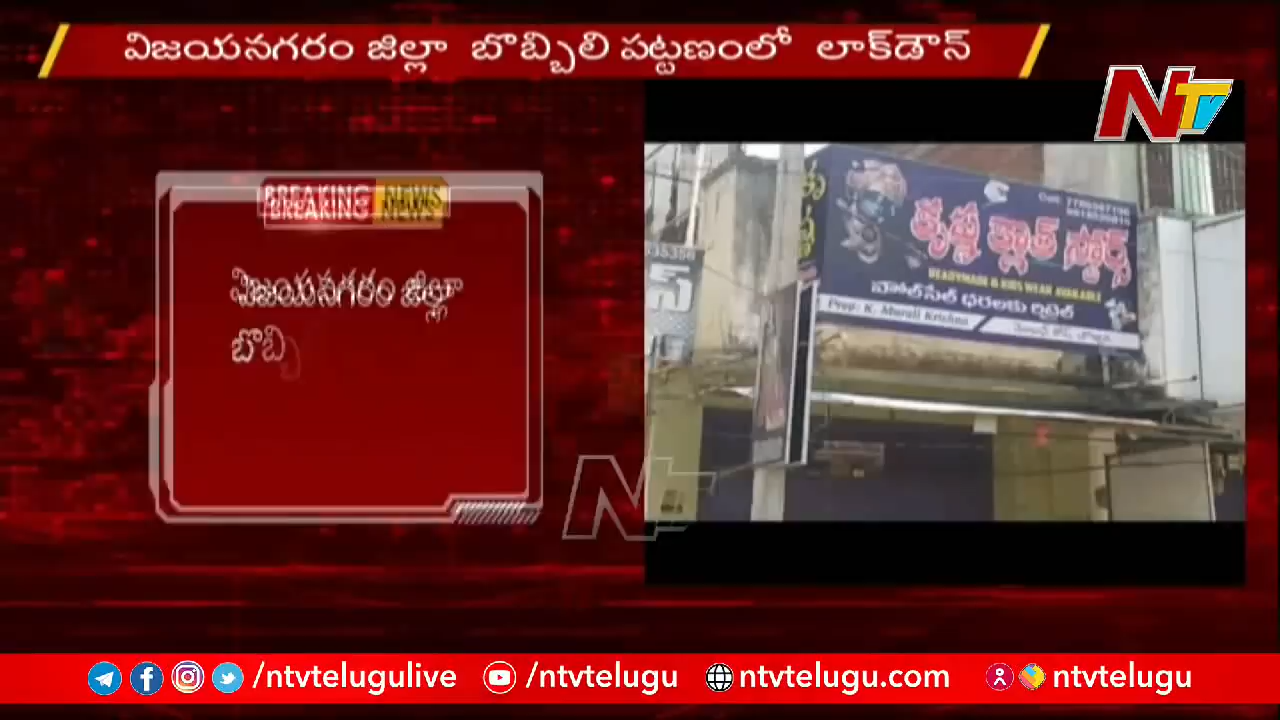 విజయనగరం జిల్లా బొబ్బిలి పట్టణంలో లాక్‌డౌన్
NTV
BREAKING NEWS
విజయనగరం జిల్లా
బొబ్బి
కృష్ణ క్లాత్ స్టోర్స్
READYMADE & KIDS WEAR AVAILABLE
హోల్‌సేల్ ధరలకు రిటైల్
Prop: K. Murali Krishna
/ntvtelugulive /ntvtelugu ntvtelugu.com ntvtelugu